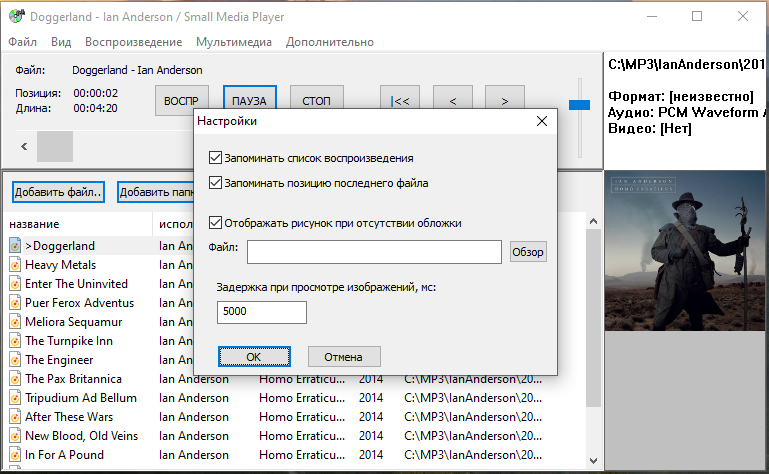 Doggerland - Ian Anderson / Small Media Player
Файл Вид Воспроизведение Мультимедиа Дополнительно
Файл: Doggerland - Ian Anderson
Позиция: 00:00:02
Длина: 00:04:20
ВОСПР ПАУЗА СТОП |<< < >
<
C:\MP3\IanAnderson\201
Формат: [неизвестно]
Аудио: PCM Waveform A
Видео: [Нет]
Настройки
Запоминать список воспроизведения
Запоминать позицию последнего файла
Отображать рисунок при отсутствии обложки
Файл: Обзор
Задержка при просмотре изображений, мс:
5000
OK Отмена
Добавить файл.. Добавить папк
название испол
>Doggerland Ian An
Heavy Metals Ian An
Enter The Uninvited Ian An
Puer Ferox Adventus Ian An
Meliora Sequamur Ian An
The Turnpike Inn Ian An
The Engineer Ian An
The Pax Britannica Ian Anderson Homo Erraticu... 2014 C:\MP3\IanAnderson\20...
Tripudium Ad Bellum Ian Anderson Homo Erraticu... 2014 C:\MP3\IanAnderson\20...
After These Wars Ian Anderson Homo Erraticu... 2014 C:\MP3\IanAnderson\20...
New Blood, Old Veins Ian Anderson Homo Erraticu... 2014 C:\MP3\IanAnderson\20...
In For A Pound Ian Anderson Homo Erraticu... 2014 C:\MP3\IanAnderson\20...
IAN ANDERSON
HOMO ERRATICUS